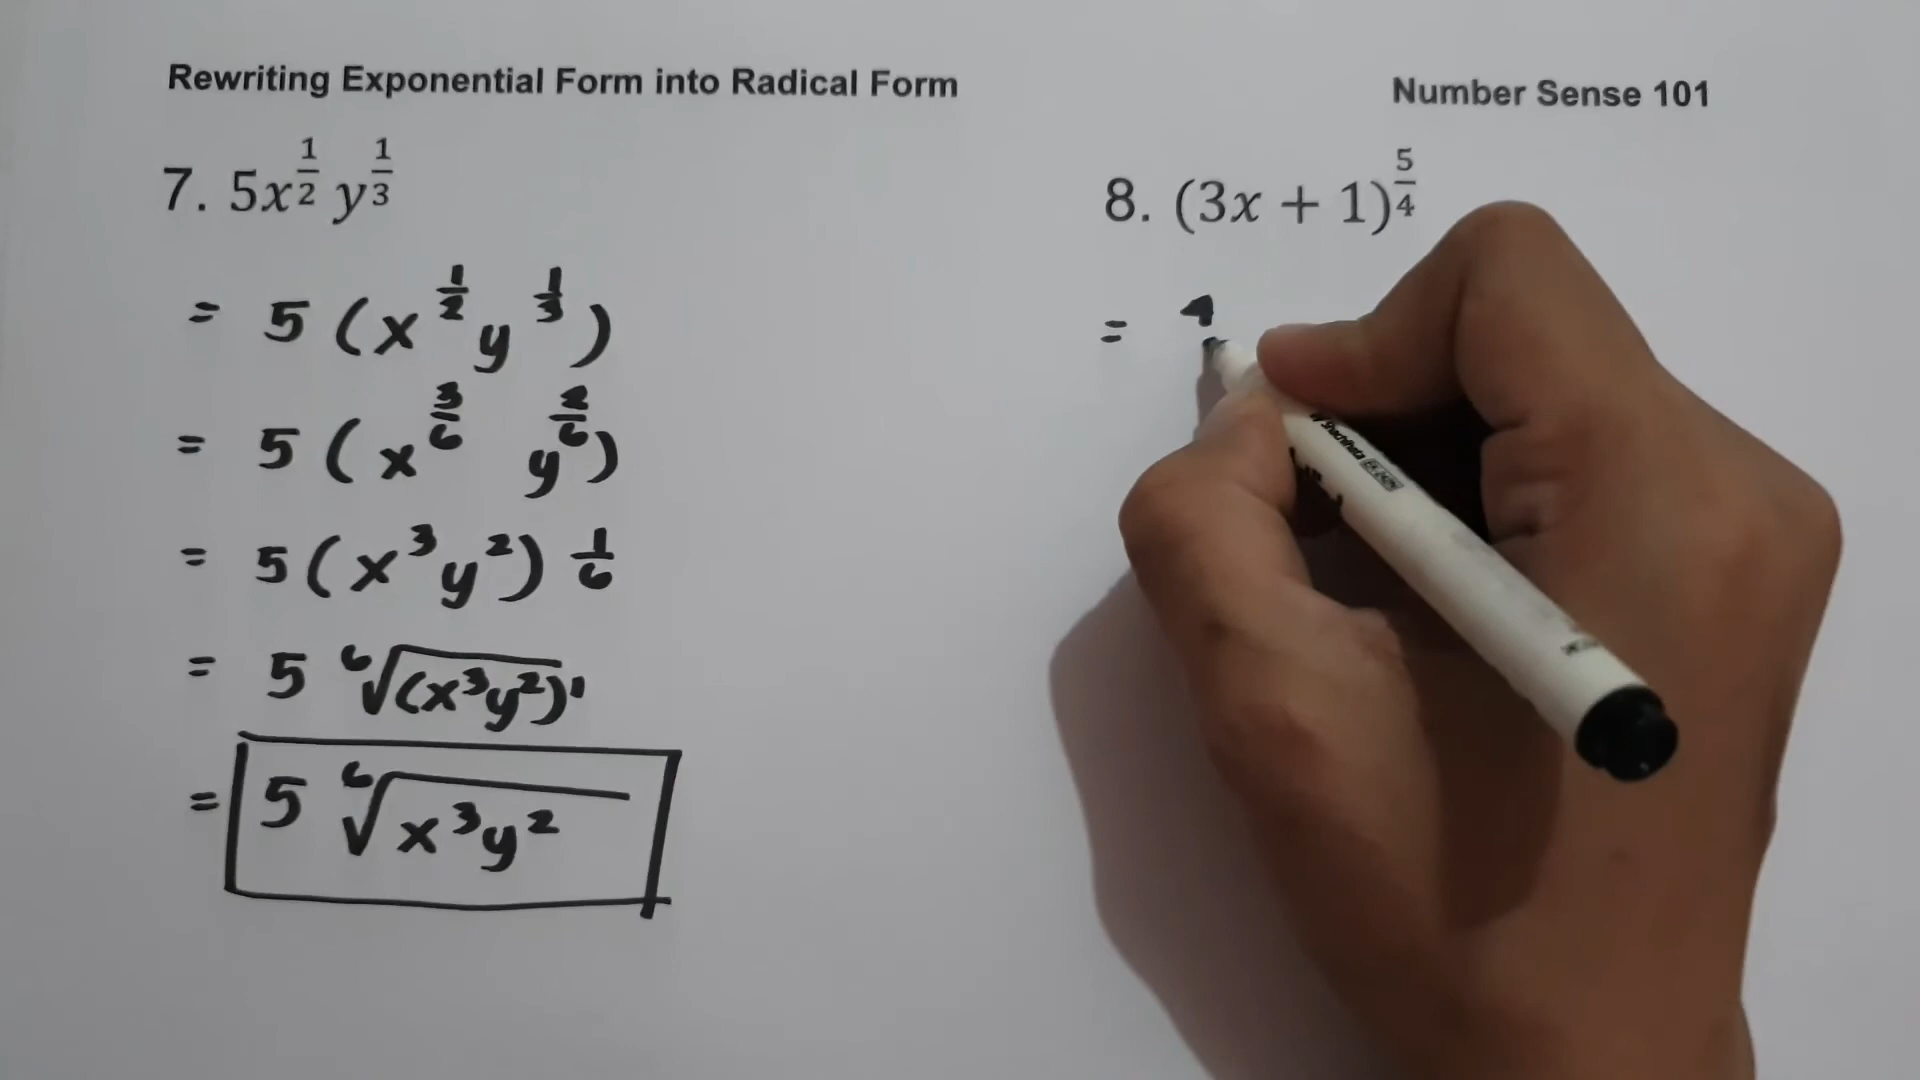 Rewriting Exponential Form into Radical Form
Number Sense 101
7. 5x^(1/2) y^(1/3)
= 5 (x^(1/2) y^(1/3))
= 5 (x^(3/6) y^(2/6))
= 5 (x³y²)^(1/6)
= 5 ⁶√(x³y²)¹
= 5 ⁶√x³y²
8. (3x + 1)^(5/4)
= 4
Shachihata